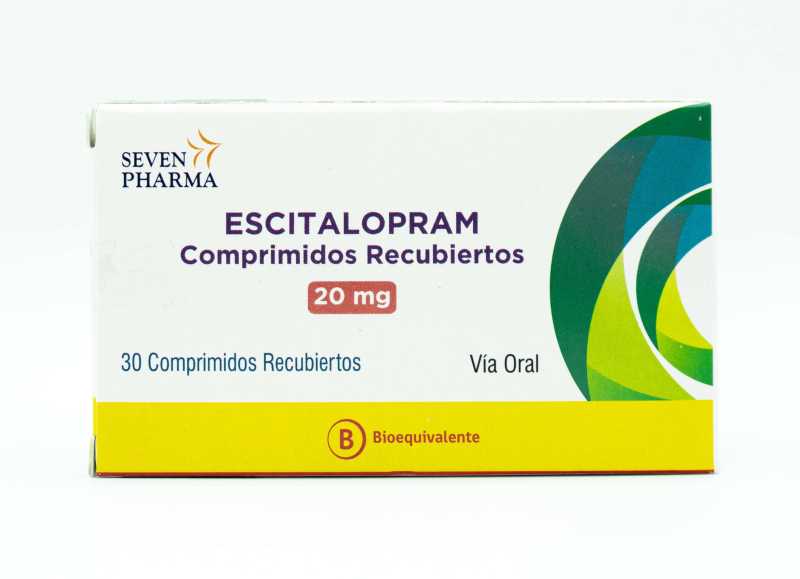 SEVEN
PHARMA
ESCITALOPRAM
Comprimidos Recubiertos
20 mg
30 Comprimidos Recubiertos
Vía Oral
B Bioequivalente